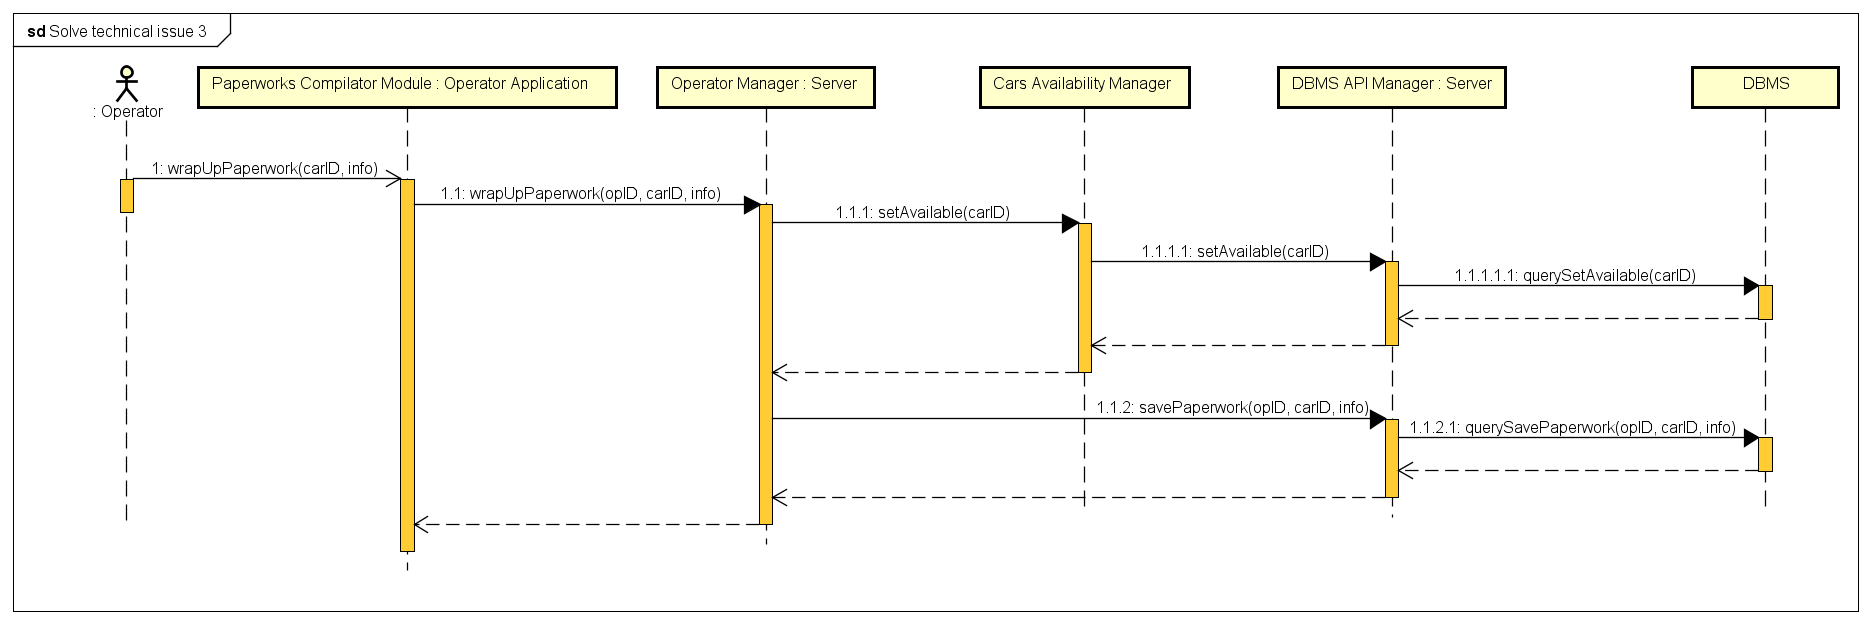 sd Solve technical issue 3
: Operator
Paperworks Compilator Module : Operator Application
Operator Manager : Server
Cars Availability Manager
DBMS API Manager : Server
DBMS
1: wrapUpPaperwork(carID, info)
1.1: wrapUpPaperwork(opID, carID, info)
1.1.1: setAvailable(carID)
1.1.1.1: setAvailable(carID)
1.1.1.1.1: querySetAvailable(carID)
1.1.2: savePaperwork(opID, carID, info)
1.1.2.1: querySavePaperwork(opID, carID, info)